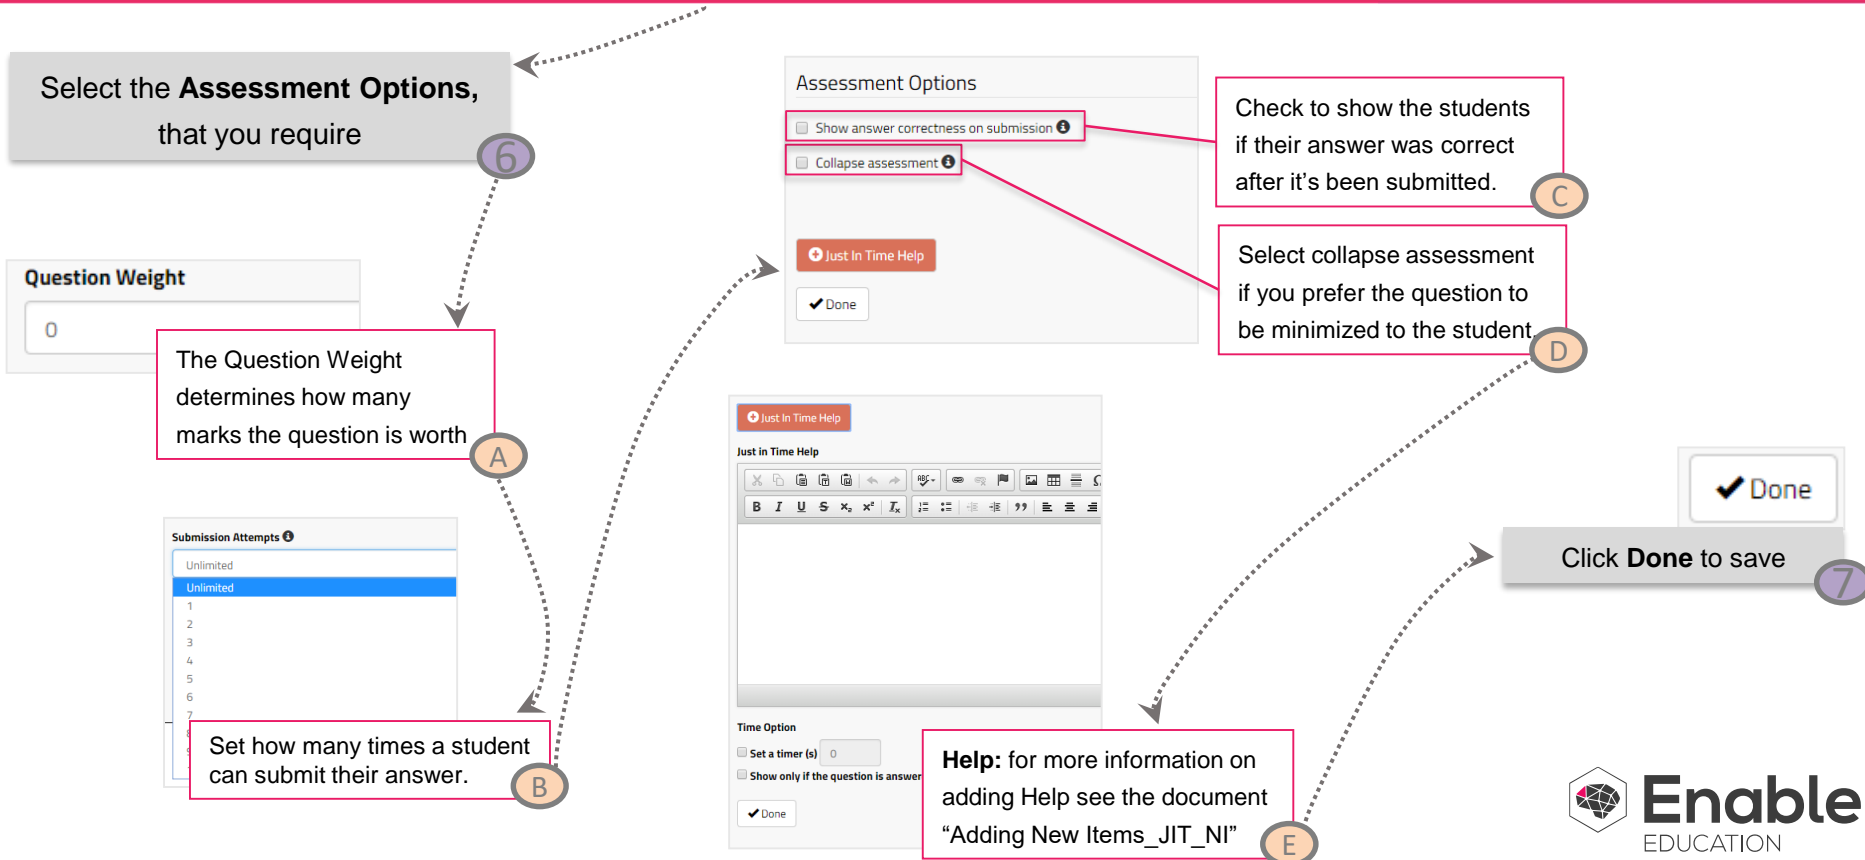 Select the Assessment Options,
that you require
6
Question Weight
0
The Question Weight
determines how many
marks the question is worth
A
Submission Attempts
Unlimited
Unlimited
1
2
3
4
5
6
7
Set how many times a student
can submit their answer.
B
Assessment Options
Show answer correctness on submission
Collapse assessment
Just In Time Help
Done
Check to show the students
if their answer was correct
after it's been submitted.
C
Select collapse assessment
if you prefer the question to
be minimized to the student.
D
Just In Time Help
Just in Time Help
ABC
B I U S x₂ x² Iₓ
Time Option
Set a timer (s) 0
Show only if the question is answer
Done
Help: for more information on
adding Help see the document
“Adding New Items_JIT_NI”
E
Done
Click Done to save
7
Enable
EDUCATION